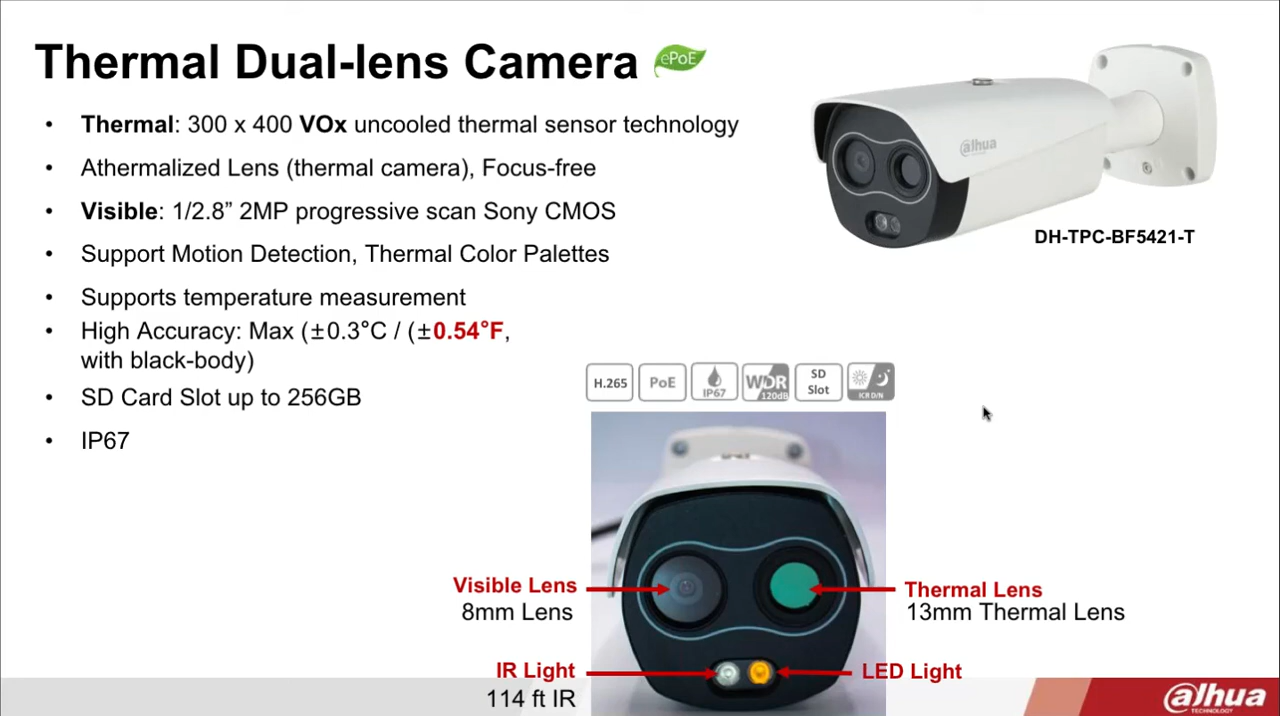 Thermal Dual-lens Camera ePoE
• Thermal: 300 x 400 VOx uncooled thermal sensor technology
• Athermalized Lens (thermal camera), Focus-free
• Visible: 1/2.8” 2MP progressive scan Sony CMOS
• Support Motion Detection, Thermal Color Palettes
• Supports temperature measurement
• High Accuracy: Max (±0.3°C / (±0.54°F,
with black-body)
• SD Card Slot up to 256GB
• IP67
alhua
TECHNOLOGY
DH-TPC-BF5421-T
H.265
PoE
IP67
WDR
120dB
SD
Slot
ICR D/N
Visible Lens
8mm Lens
Thermal Lens
13mm Thermal Lens
IR Light
114 ft IR
LED Light
alhua
TECHNOLOGY